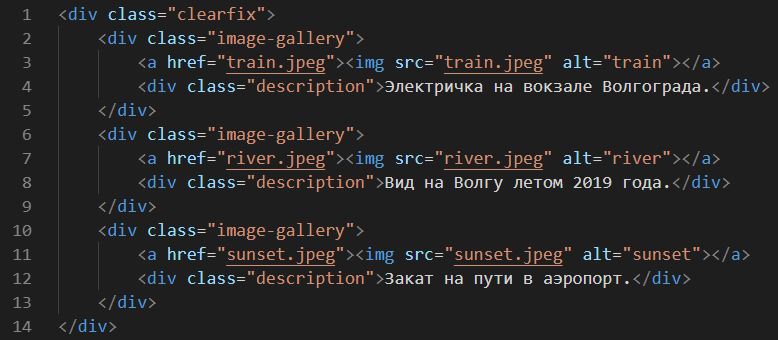 1 <div class="clearfix">
2     <div class="image-gallery">
3         <a href="train.jpeg"><img src="train.jpeg" alt="train"></a>
4         <div class="description">Электричка на вокзале Волгограда.</div>
5     </div>
6     <div class="image-gallery">
7         <a href="river.jpeg"><img src="river.jpeg" alt="river"></a>
8         <div class="description">Вид на Волгу летом 2019 года.</div>
9     </div>
10     <div class="image-gallery">
11         <a href="sunset.jpeg"><img src="sunset.jpeg" alt="sunset"></a>
12         <div class="description">Закат на пути в аэропорт.</div>
13     </div>
14 </div>